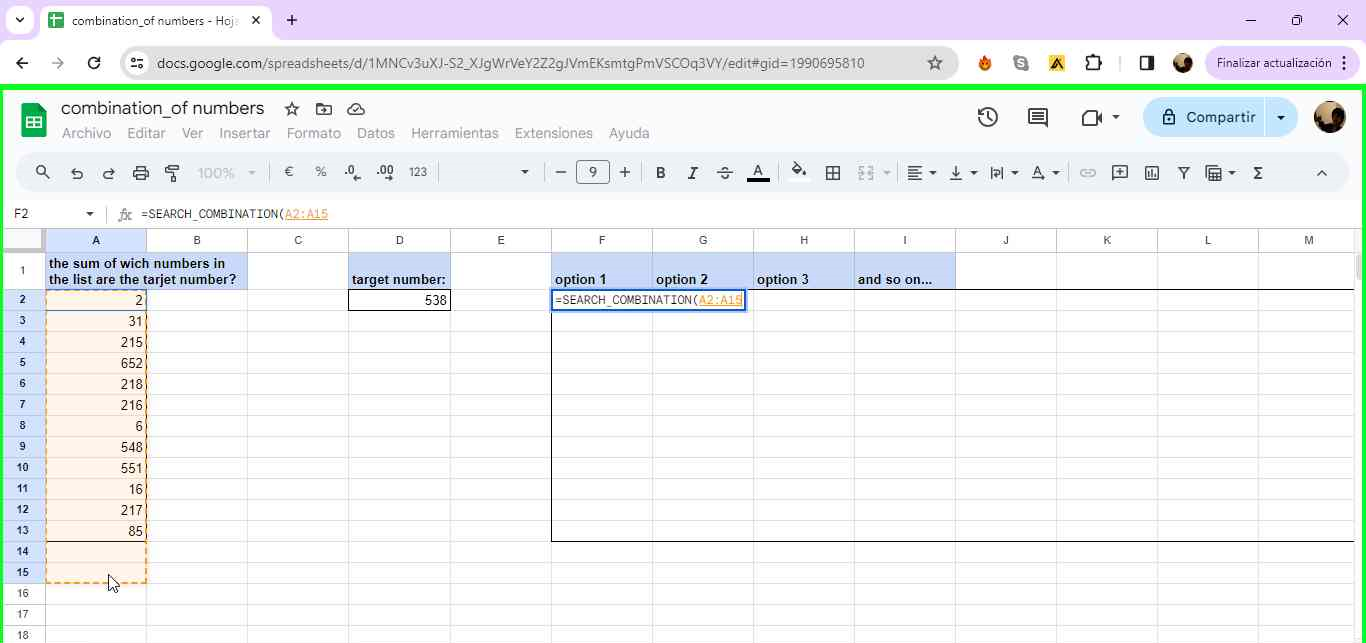 combination_of numbers - Hoj
docs.google.com/spreadsheets/d/1MNCv3uXJ-S2_XJgWrVeY2Z2gJVmEKsmtgPmVSCOq3VY/edit#gid=1990695810
Finalizar actualización
combination_of numbers
Archivo Editar Ver Insertar Formato Datos Herramientas Extensiones Ayuda
Compartir
100% € % .0 .00 123 9 B I S A A Σ
F2 fx =SEARCH_COMBINATION(A2:A15
A B C D E F G H I J K L M
1 the sum of wich numbers in
the list are the tarjet number? target number: option 1 option 2 option 3 and so on...
2 2 538 =SEARCH_COMBINATION(A2:A15
3 31
4 215
5 652
6 218
7 216
8 6
9 548
10 551
11 16
12 217
13 85
14
15
16
17
18